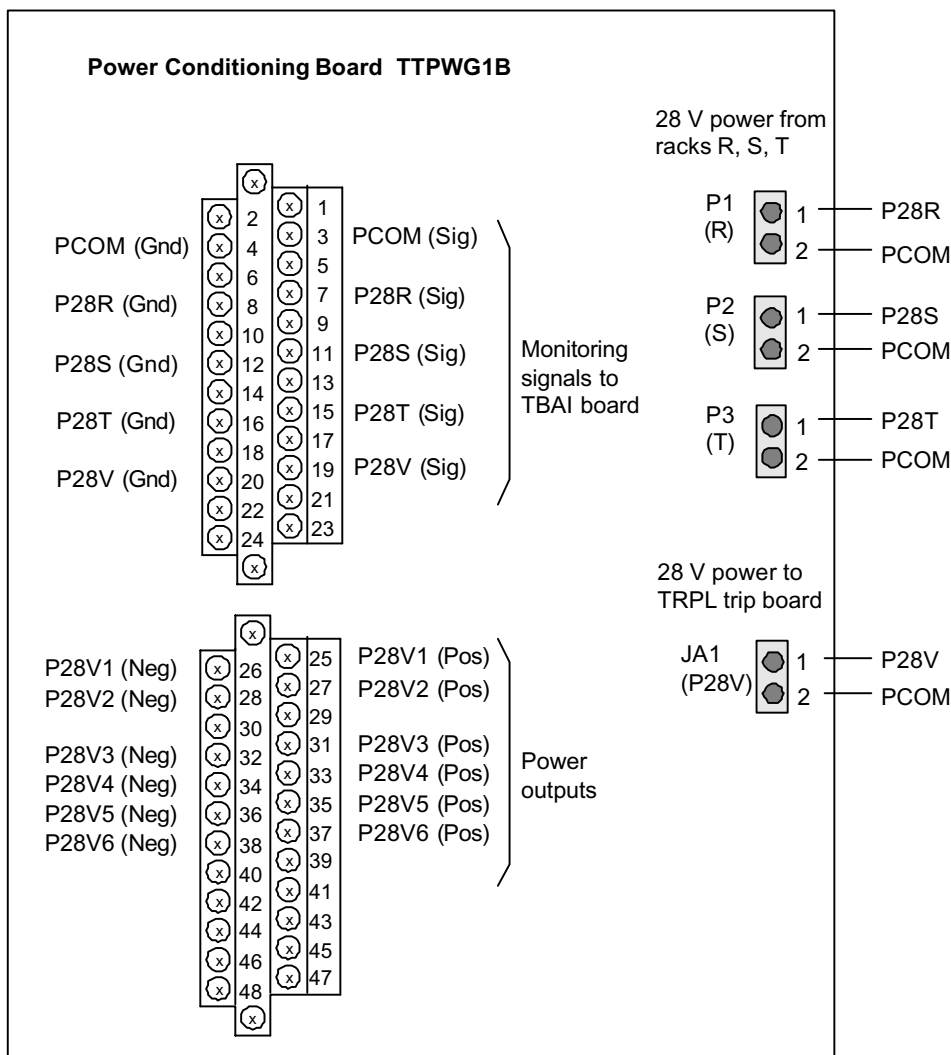 Power Conditioning Board TTPWG1B
28 V power from
racks R, S, T
x
x 2 x 1
PCOM (Gnd) x 4 x 3 PCOM (Sig)
x 6 x 5
P28R (Gnd) x 8 x 7 P28R (Sig)
x 10 x 9
P28S (Gnd) x 12 x 11 P28S (Sig)
x 14 x 13
P28T (Gnd) x 16 x 15 P28T (Sig)
x 18 x 17
P28V (Gnd) x 20 x 19 P28V (Sig)
x 22 x 21
x 24 x 23
x
Monitoring
signals to
TBAI board
P1
(R)
1 P28R
2 PCOM
P2
(S)
1 P28S
2 PCOM
P3
(T)
1 P28T
2 PCOM
28 V power to
TRPL trip board
JA1
(P28V)
1 P28V
2 PCOM
x
P28V1 (Neg) x 26 x 25 P28V1 (Pos)
P28V2 (Neg) x 28 x 27 P28V2 (Pos)
x 30 x 29
P28V3 (Neg) x 32 x 31 P28V3 (Pos)
P28V4 (Neg) x 34 x 33 P28V4 (Pos)
P28V5 (Neg) x 36 x 35 P28V5 (Pos)
P28V6 (Neg) x 38 x 37 P28V6 (Pos)
x 40 x 39
x 42 x 41
x 44 x 43
x 46 x 45
x 48 x 47
x
Power
outputs